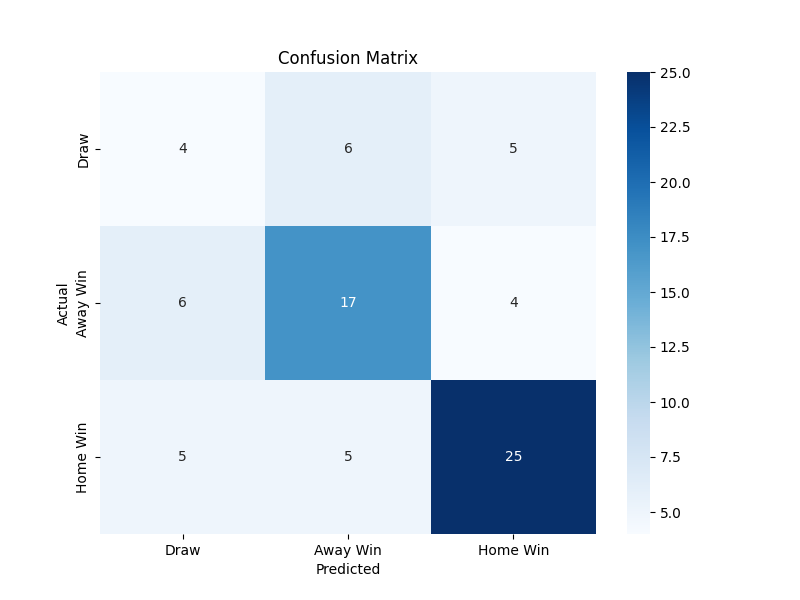 Confusion Matrix
Actual
Draw
4 6 5
Away Win
6 17 4
Home Win
5 5 25
Draw Away Win Home Win
Predicted
25.0
22.5
20.0
17.5
15.0
12.5
10.0
7.5
5.0